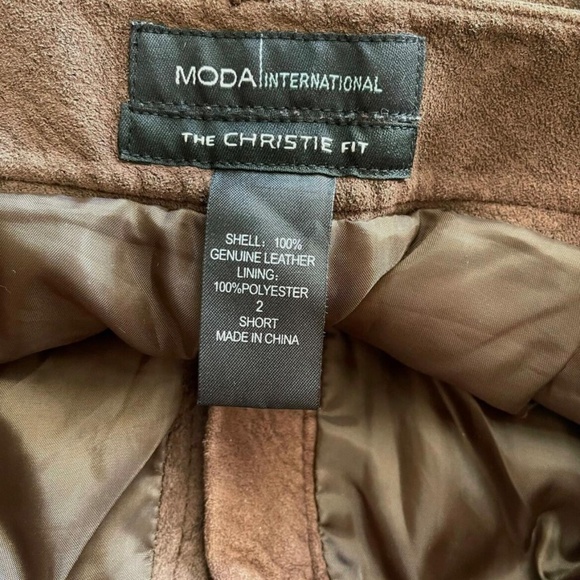 MODA INTERNATIONAL
THE CHRISTIE FIT
SHELL: 100%
GENUINE LEATHER
LINING:
100%POLYESTER
2
SHORT
MADE IN CHINA